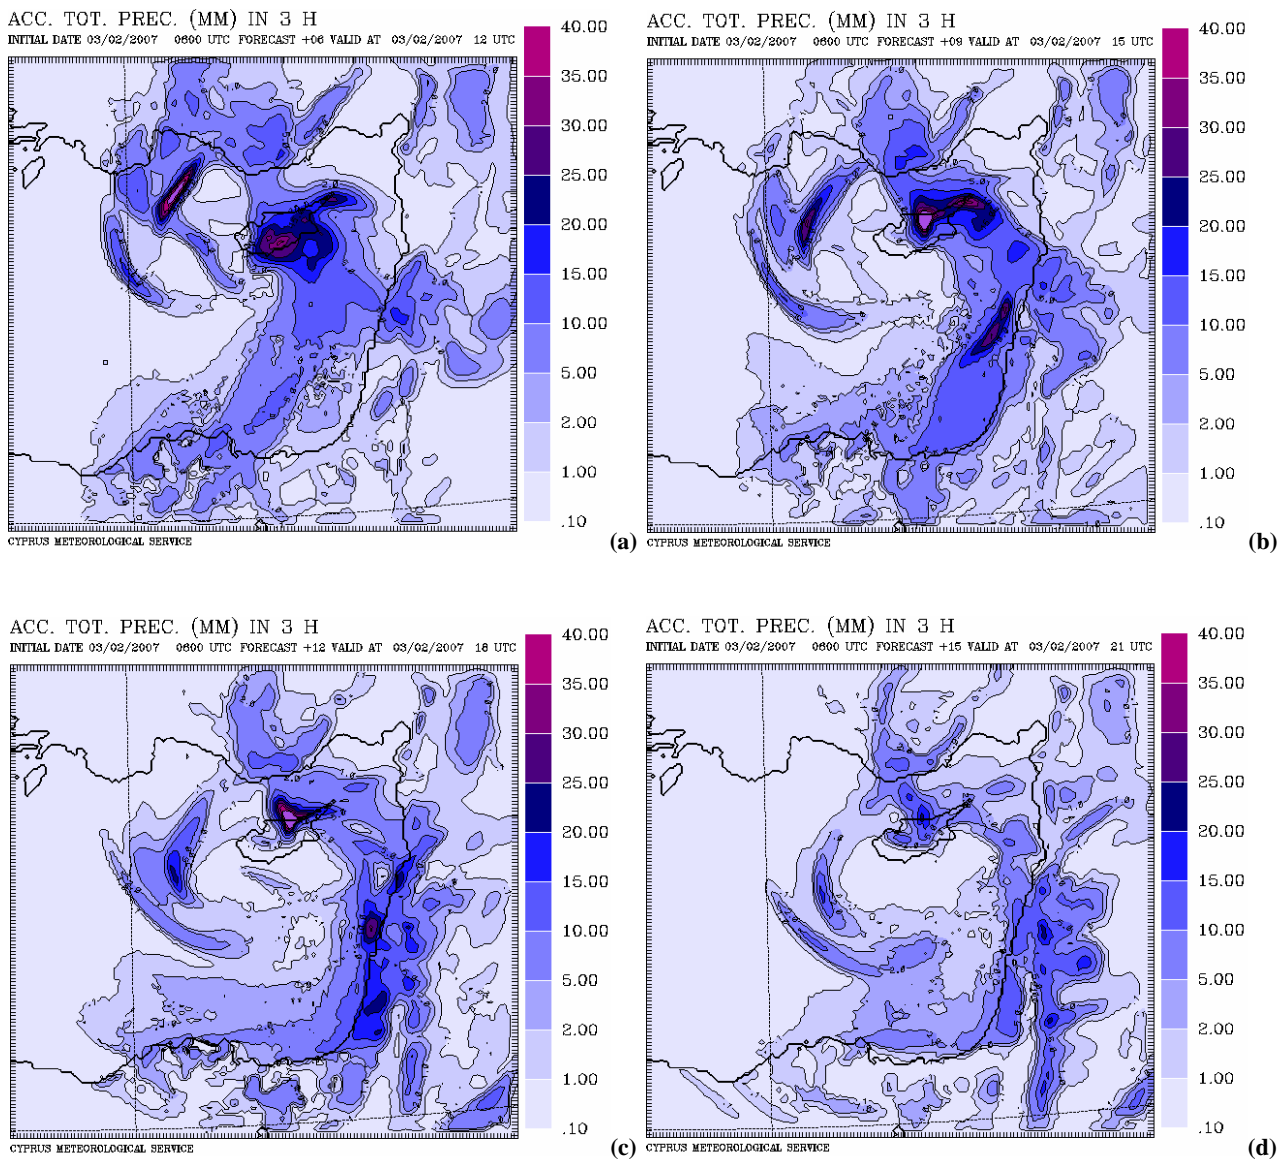 ACC. TOT. PREC. (MM) IN 3 H
INITIAL DATE 03/02/2007 0600 UTC FORECAST +06 VALID AT 03/02/2007 12 UTC
40.00
35.00
30.00
25.00
20.00
15.00
10.00
5.00
2.00
1.00
.10
CYPRUS METEOROLOGICAL SERVICE
(a)
ACC. TOT. PREC. (MM) IN 3 H
INITIAL DATE 03/02/2007 0600 UTC FORECAST +09 VALID AT 03/02/2007 15 UTC
40.00
35.00
30.00
25.00
20.00
15.00
10.00
5.00
2.00
1.00
.10
CYPRUS METEOROLOGICAL SERVICE
(b)
ACC. TOT. PREC. (MM) IN 3 H
INITIAL DATE 03/02/2007 0600 UTC FORECAST +12 VALID AT 03/02/2007 18 UTC
40.00
35.00
30.00
25.00
20.00
15.00
10.00
5.00
2.00
1.00
.10
CYPRUS METEOROLOGICAL SERVICE
(c)
ACC. TOT. PREC. (MM) IN 3 H
INITIAL DATE 03/02/2007 0600 UTC FORECAST +15 VALID AT 03/02/2007 21 UTC
40.00
35.00
30.00
25.00
20.00
15.00
10.00
5.00
2.00
1.00
.10
CYPRUS METEOROLOGICAL SERVICE
(d)